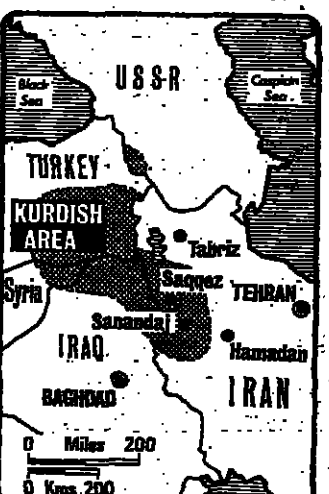 USSR
Black
Sea
Caspian
Sea
TURKEY
KURDISH
AREA
Tabriz
Saqqez
Syria
TEHRAN
Sanandaj
IRAQ
Hamadan
BAGHDAD
IRAN
0 Miles 200
0 Kms 200